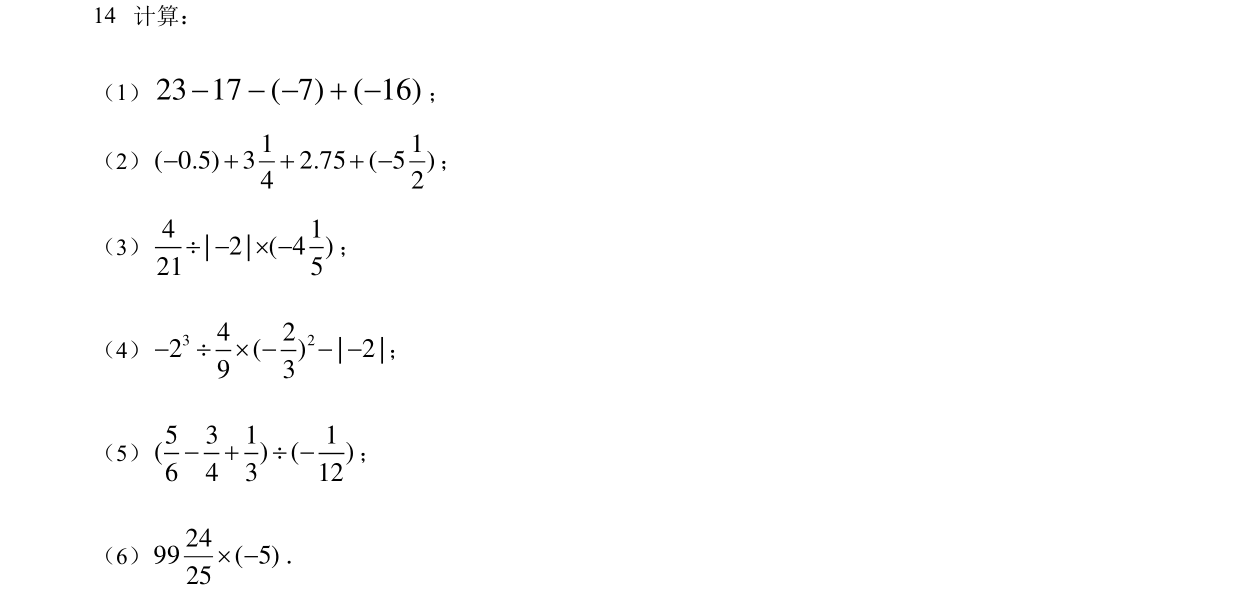 14 计算：
（1）23－17－(－7)＋(－16)；
（2）(－0.5)＋3 1/4＋2.75＋(－5 1/2)；
（3）4/21÷|－2|×(－4 1/5)；
（4）－2³÷4/9×(－2/3)²－|－2|；
（5）(5/6－3/4＋1/3)÷(－1/12)；
（6）99 24/25×(－5)．